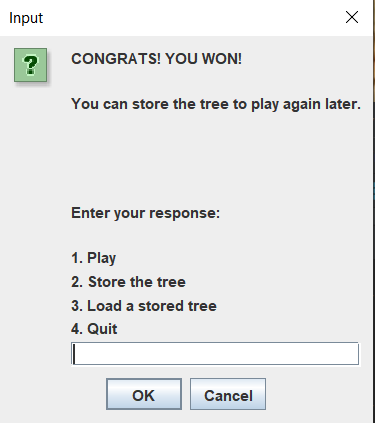 Input
CONGRATS! YOU WON!
You can store the tree to play again later.
Enter your response:
1. Play
2. Store the tree
3. Load a stored tree
4. Quit
OK Cancel